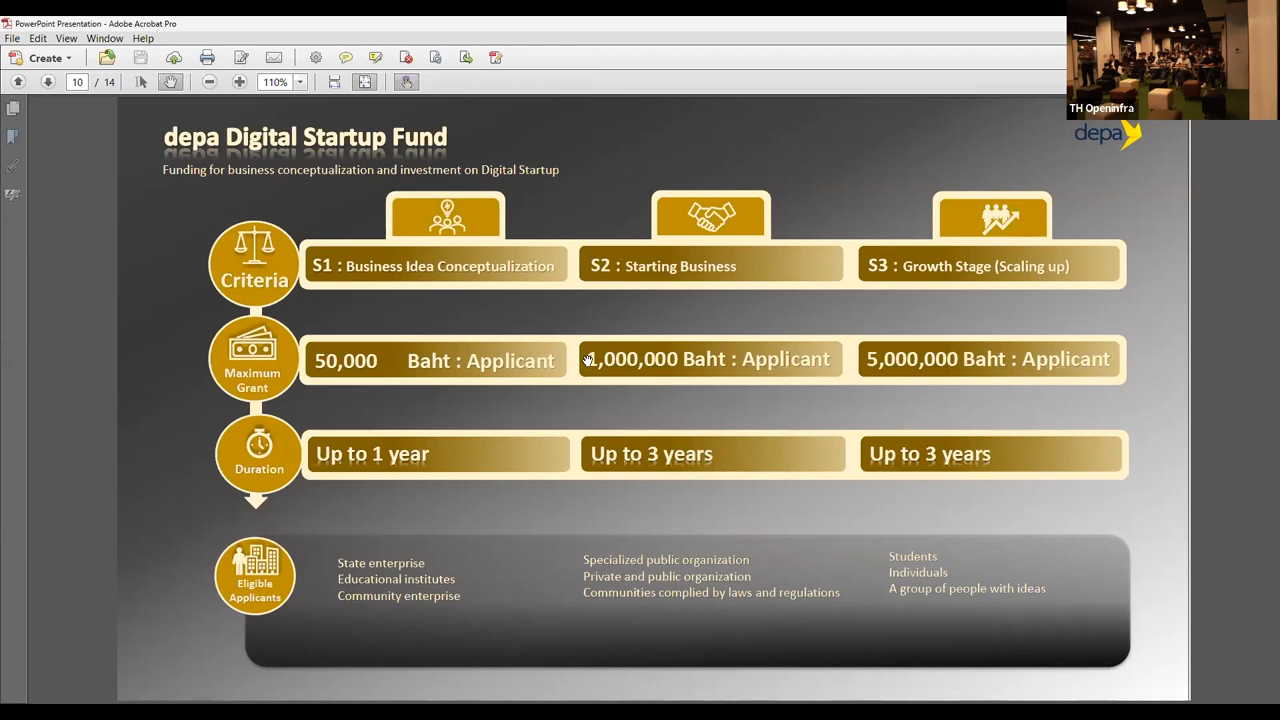 PowerPoint Presentation - Adobe Acrobat Pro
File Edit View Window Help
Create
10 / 14 110%
TH Openinfra
depa
depa Digital Startup Fund
Funding for business conceptualization and investment on Digital Startup
Criteria
S1 : Business Idea Conceptualization
S2 : Starting Business
S3 : Growth Stage (Scaling up)
Maximum
Grant
50,000 Baht : Applicant
1,000,000 Baht : Applicant
5,000,000 Baht : Applicant
Duration
Up to 1 year
Up to 3 years
Up to 3 years
Eligible
Applicants
State enterprise
Educational institutes
Community enterprise
Specialized public organization
Private and public organization
Communities complied by laws and regulations
Students
Individuals
A group of people with ideas